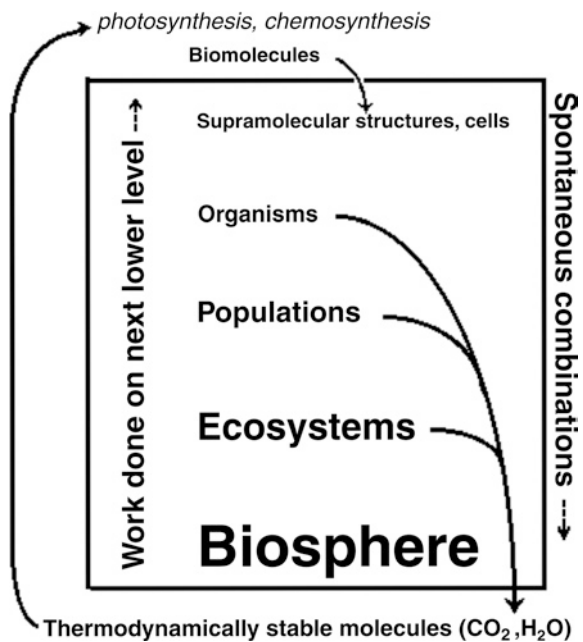 photosynthesis, chemosynthesis
Biomolecules
Supramolecular structures, cells
Organisms
Populations
Ecosystems
Biosphere
Work done on next lower level
Spontaneous combinations
Thermodynamically stable molecules (CO₂,H₂O)